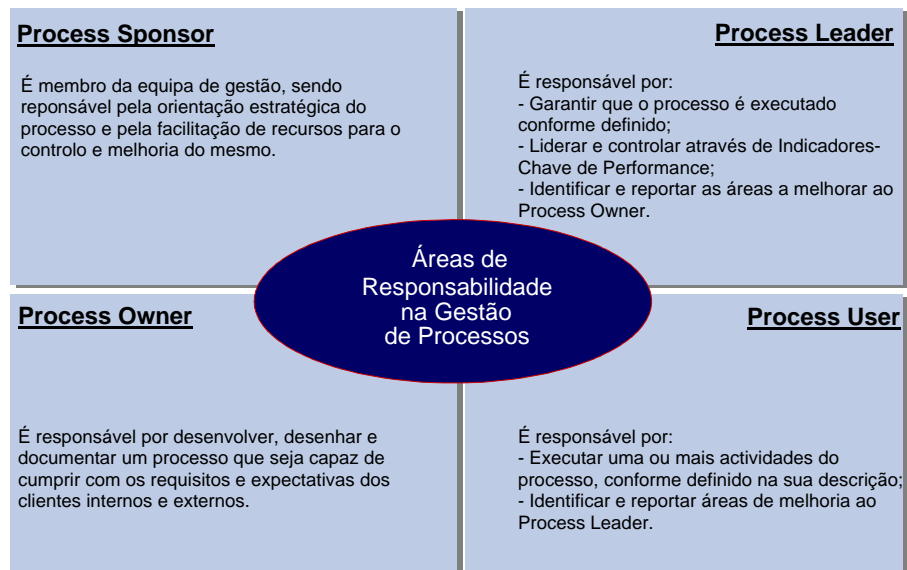 Process Sponsor
É membro da equipa de gestão, sendo
reponsável pela orientação estratégica do
processo e pela facilitação de recursos para o
controlo e melhoria do mesmo.
Process Leader
É responsável por:
- Garantir que o processo é executado
conforme definido;
- Liderar e controlar através de Indicadores-
Chave de Performance;
- Identificar e reportar as áreas a melhorar ao
Process Owner.
Áreas de
Responsabilidade
na Gestão
de Processos
Process Owner
É responsável por desenvolver, desenhar e
documentar um processo que seja capaz de
cumprir com os requisitos e expectativas dos
clientes internos e externos.
Process User
É responsável por:
- Executar uma ou mais actividades do
processo, conforme definido na sua descrição;
- Identificar e reportar áreas de melhoria ao
Process Leader.